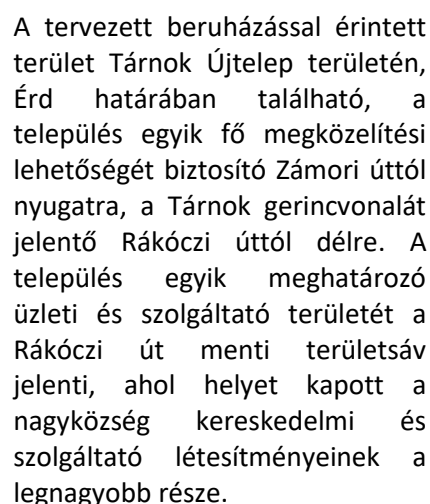 A tervezett beruházással érintett
terület Tárnok Újtelep területén,
Érd határában található, a
település egyik fő megközelítési
lehetőségét biztosító Zámori úttól
nyugatra, a Tárnok gerincvonalát
jelentő Rákóczi úttól délre. A
település egyik meghatározó
üzleti és szolgáltató területét a
Rákóczi út menti területsáv
jelenti, ahol helyet kapott a
nagyközség kereskedelmi és
szolgáltató létesítményeinek a
legnagyobb része.